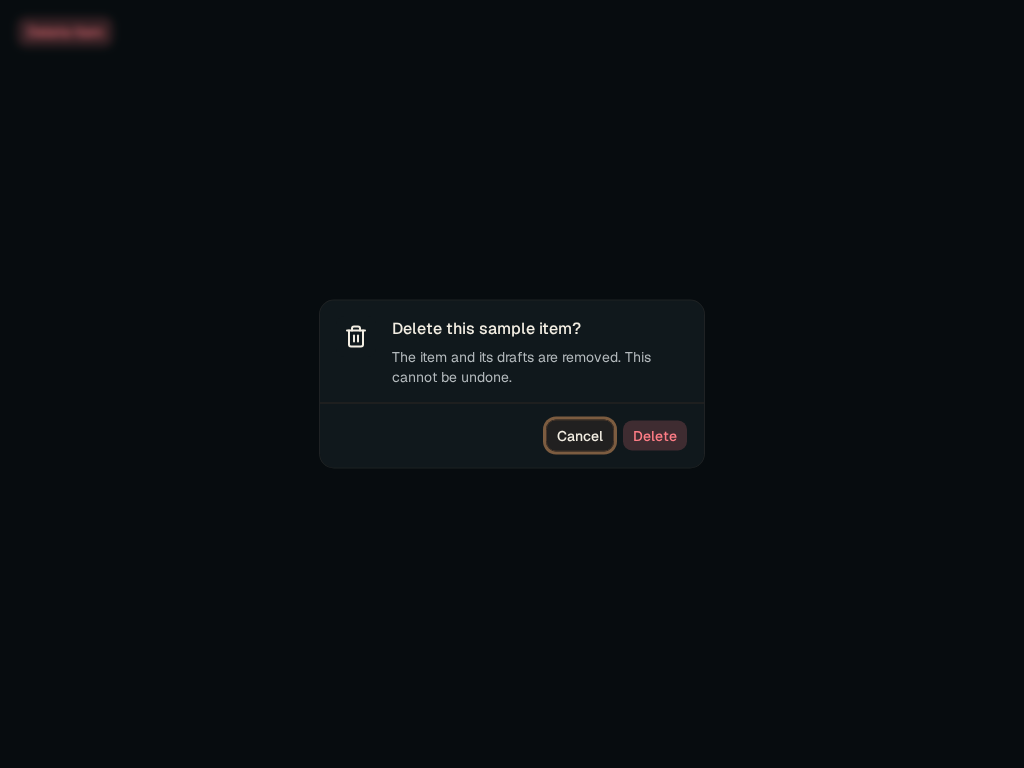 Delete this sample item?
The item and its drafts are removed. This
cannot be undone.
Cancel
Delete